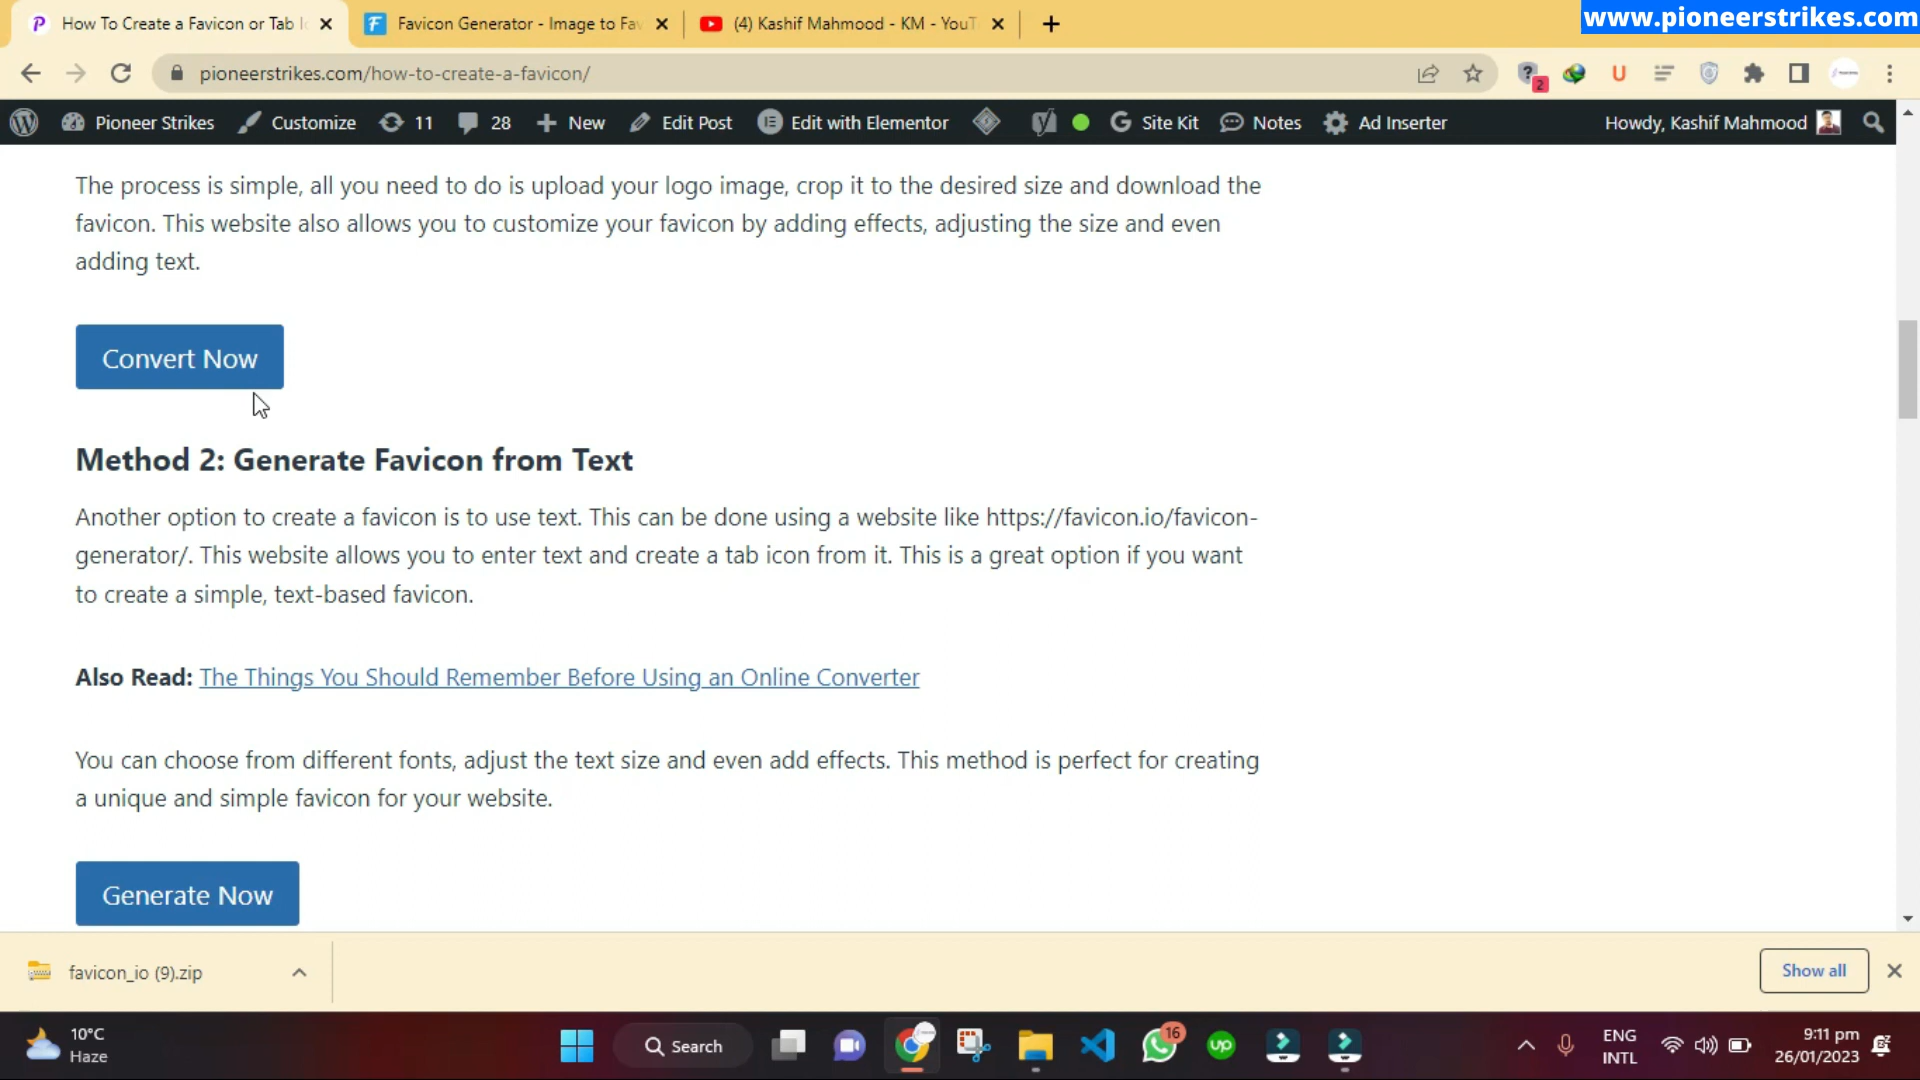 How To Create a Favicon or Tab I
Favicon Generator - Image to Fav
(4) Kashif Mahmood - KM - YouT
www.pioneerstrikes.com
pioneerstrikes.com/how-to-create-a-favicon/
2
U
Pioneer Strikes
Customize
11
28
New
Edit Post
Edit with Elementor
Site Kit
Notes
Ad Inserter
Howdy, Kashif Mahmood
The process is simple, all you need to do is upload your logo image, crop it to the desired size and download the
favicon. This website also allows you to customize your favicon by adding effects, adjusting the size and even
adding text.
Convert Now
Method 2: Generate Favicon from Text
Another option to create a favicon is to use text. This can be done using a website like https://favicon.io/favicon-
generator/. This website allows you to enter text and create a tab icon from it. This is a great option if you want
to create a simple, text-based favicon.
Also Read: The Things You Should Remember Before Using an Online Converter
You can choose from different fonts, adjust the text size and even add effects. This method is perfect for creating
a unique and simple favicon for your website.
Generate Now
favicon_io (9).zip
Show all
10°C
Haze
Search
16
up
ENG
INTL
9:11 pm
26/01/2023